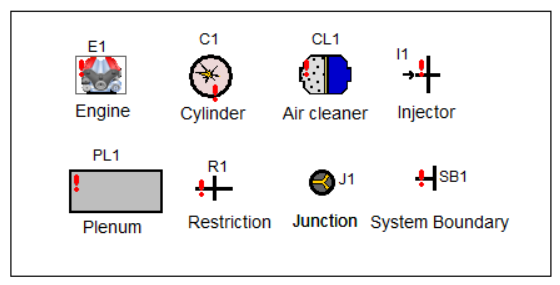 E1
C1
CL1
I1
Engine
Cylinder
Air cleaner
Injector
PL1
R1
J1
SB1
Plenum
Restriction
Junction
System Boundary